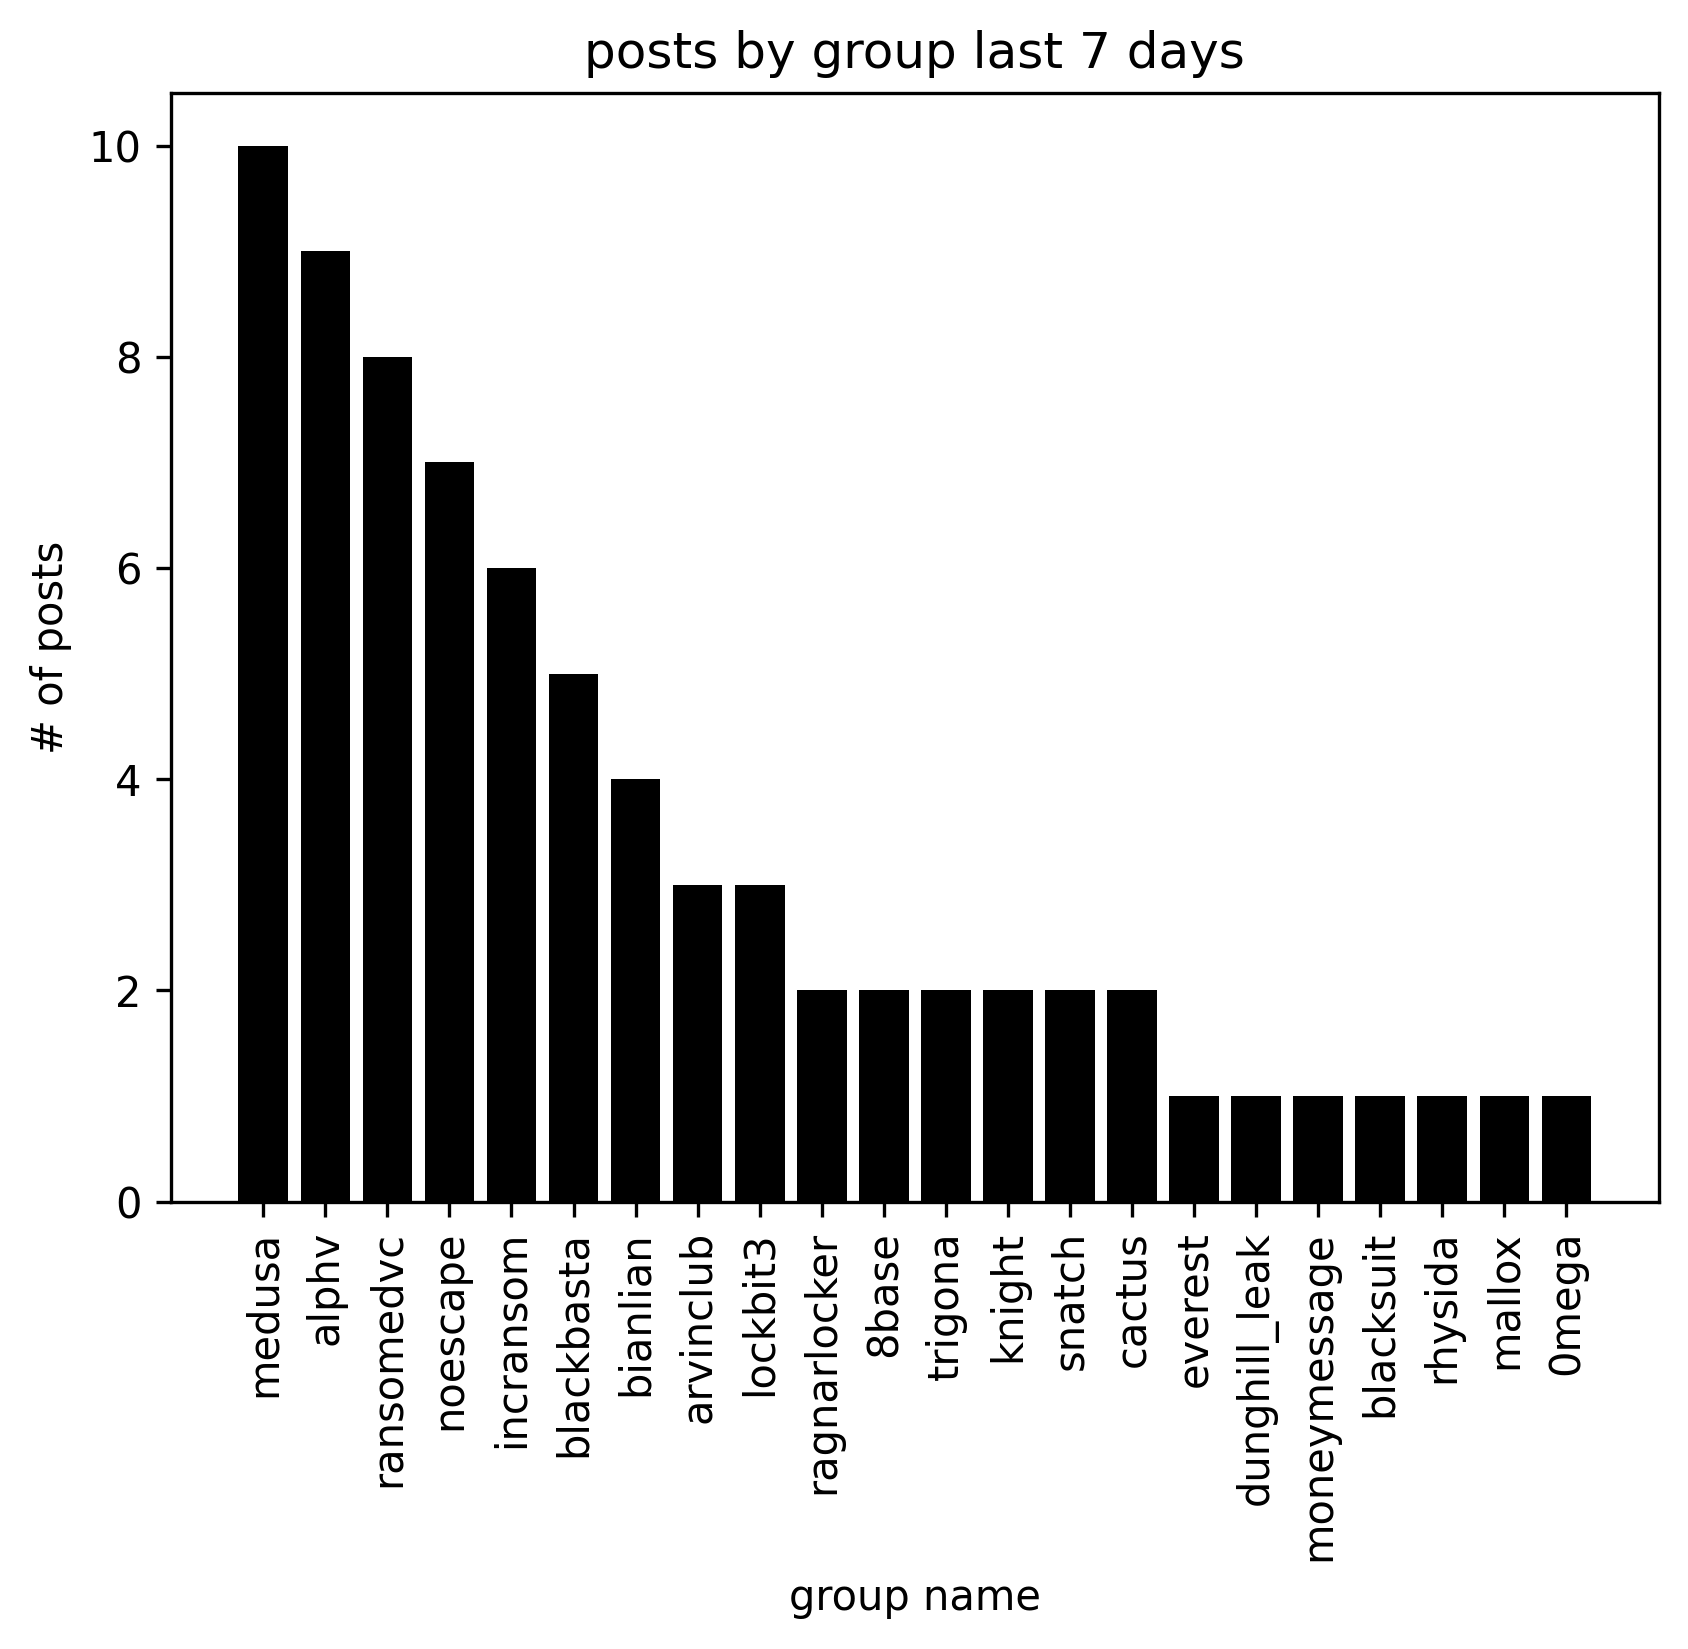 posts by group last 7 days
# of posts
10
8
6
4
2
0
medusa
alphv
ransomedvc
noescape
incransom
blackbasta
bianlian
arvinclub
lockbit3
ragnarlocker
8base
trigona
knight
snatch
cactus
everest
dunghill_leak
moneymessage
blacksuit
rhysida
mallox
0mega
group name